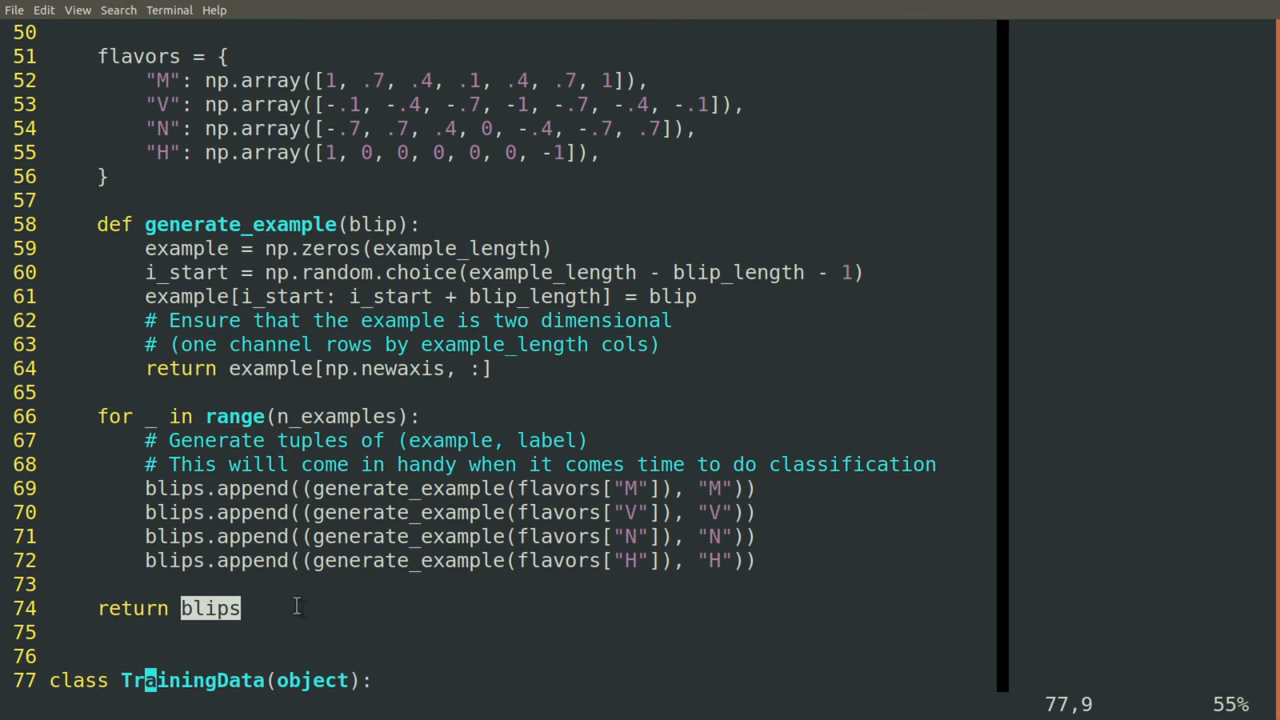 File Edit View Search Terminal Help
50
51     flavors = {
52         "M": np.array([1, .7, .4, .1, .4, .7, 1]),
53         "V": np.array([-.1, -.4, -.7, -1, -.7, -.4, -.1]),
54         "N": np.array([-.7, .7, .4, 0, -.4, -.7, .7]),
55         "H": np.array([1, 0, 0, 0, 0, 0, -1]),
56     }
57
58     def generate_example(blip):
59         example = np.zeros(example_length)
60         i_start = np.random.choice(example_length - blip_length - 1)
61         example[i_start: i_start + blip_length] = blip
62         # Ensure that the example is two dimensional
63         # (one channel rows by example_length cols)
64         return example[np.newaxis, :]
65
66     for _ in range(n_examples):
67         # Generate tuples of (example, label)
68         # This willl come in handy when it comes time to do classification
69         blips.append((generate_example(flavors["M"]), "M"))
70         blips.append((generate_example(flavors["V"]), "V"))
71         blips.append((generate_example(flavors["N"]), "N"))
72         blips.append((generate_example(flavors["H"]), "H"))
73
74     return blips
75
76
77 class TrainingData(object):
77,9 55%